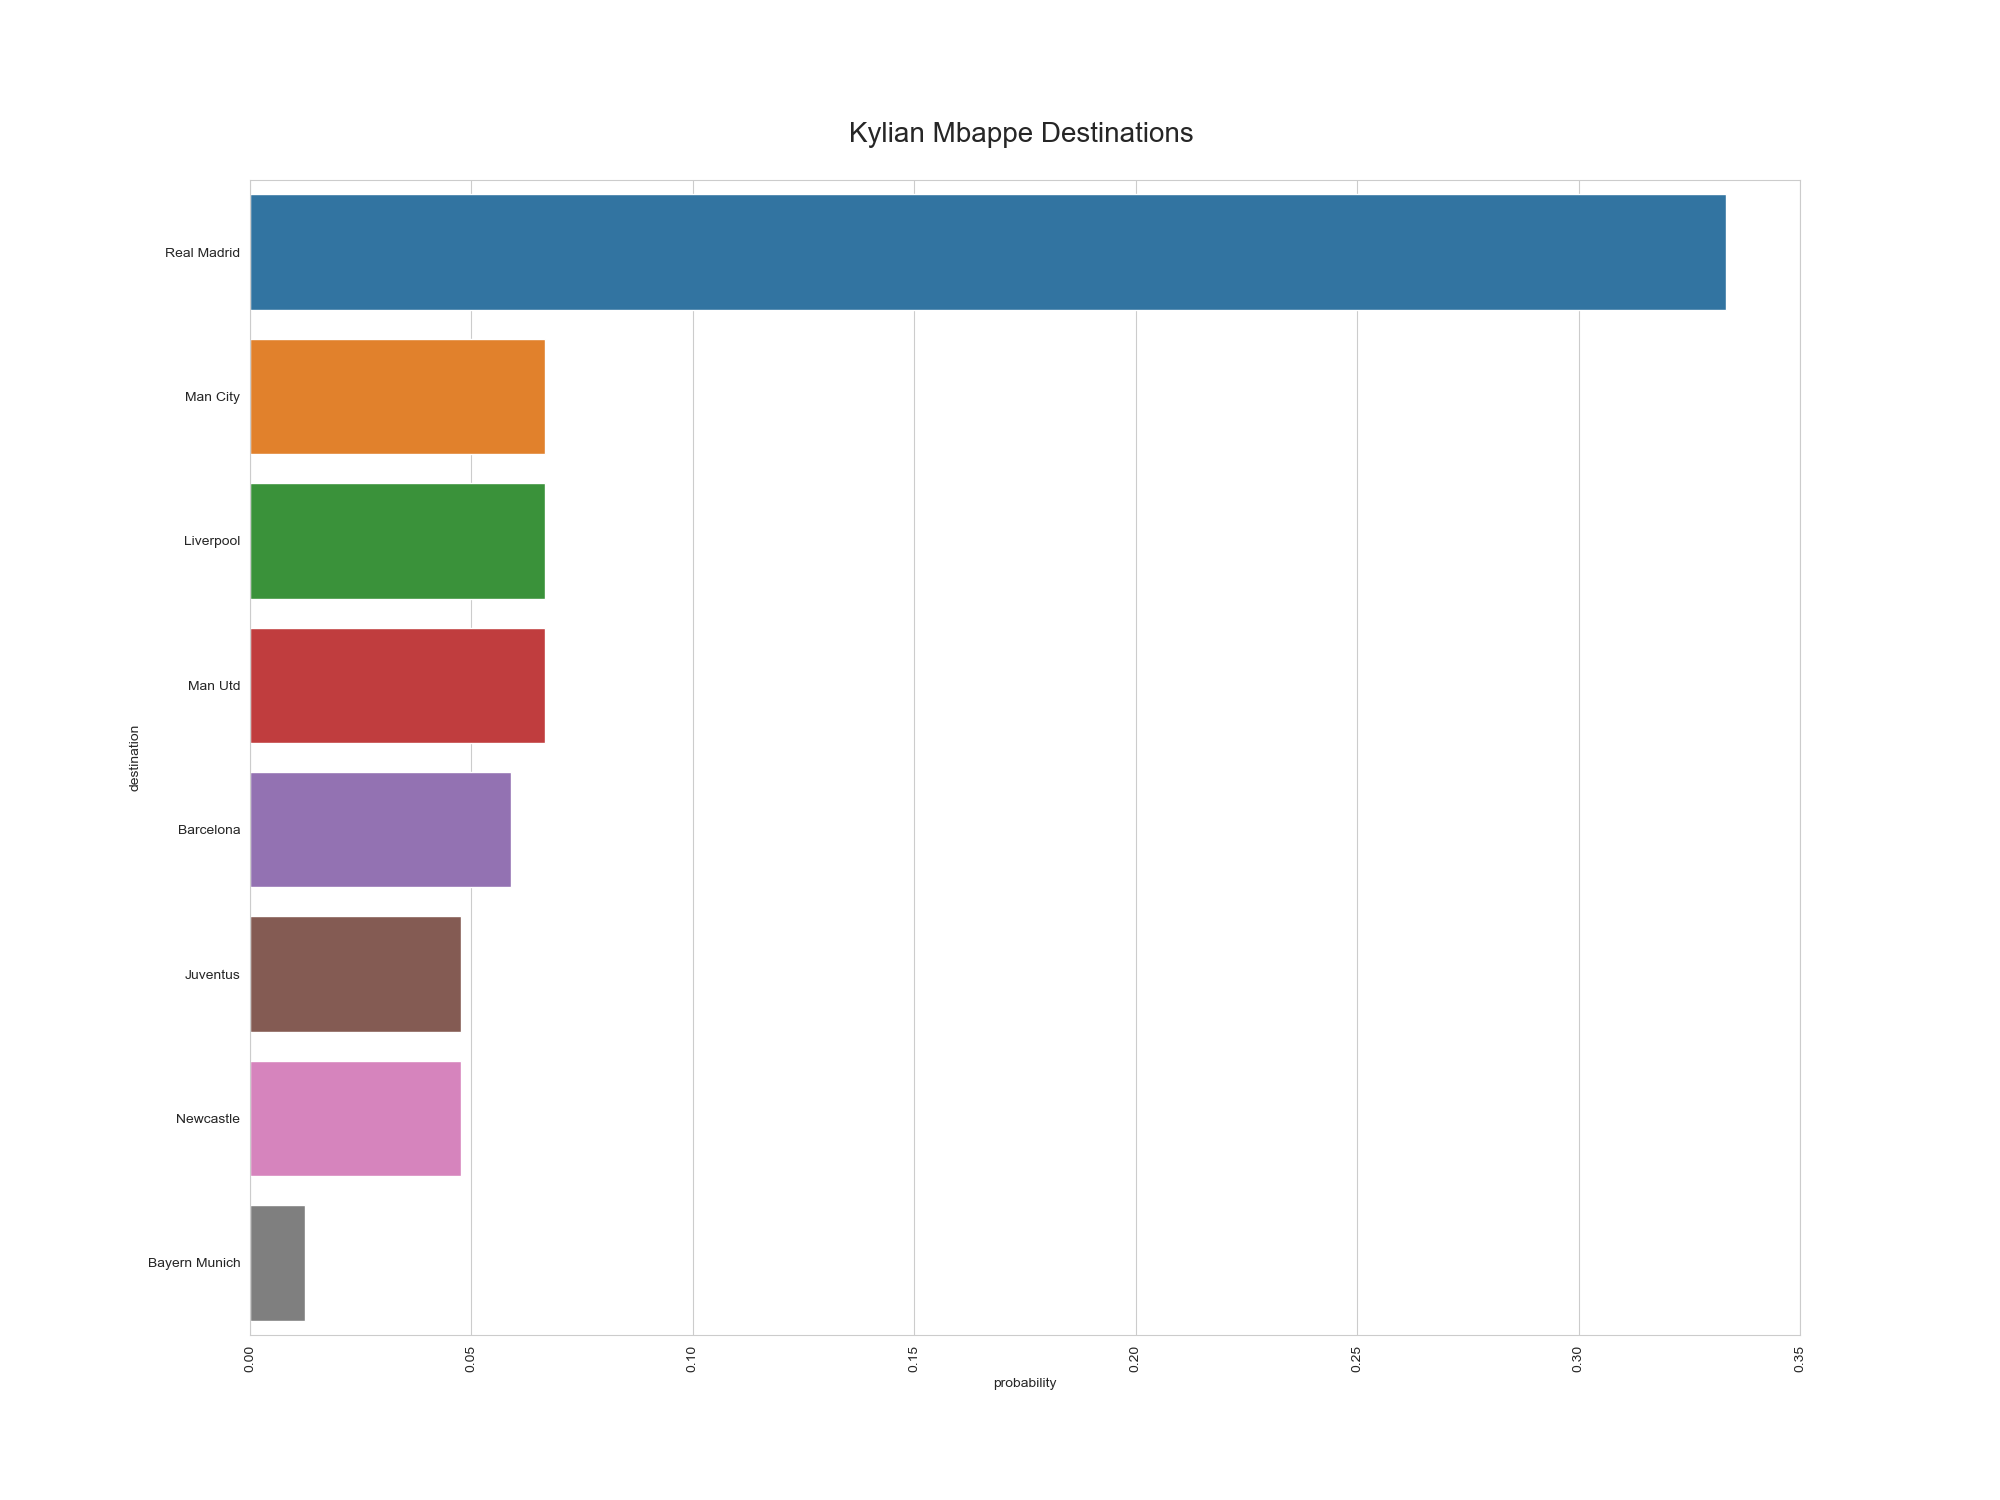 Kylian Mbappe Destinations
Real Madrid
Man City
Liverpool
Man Utd
Barcelona
Juventus
Newcastle
Bayern Munich
destination
0.00
0.05
0.10
0.15
0.20
0.25
0.30
0.35
probability